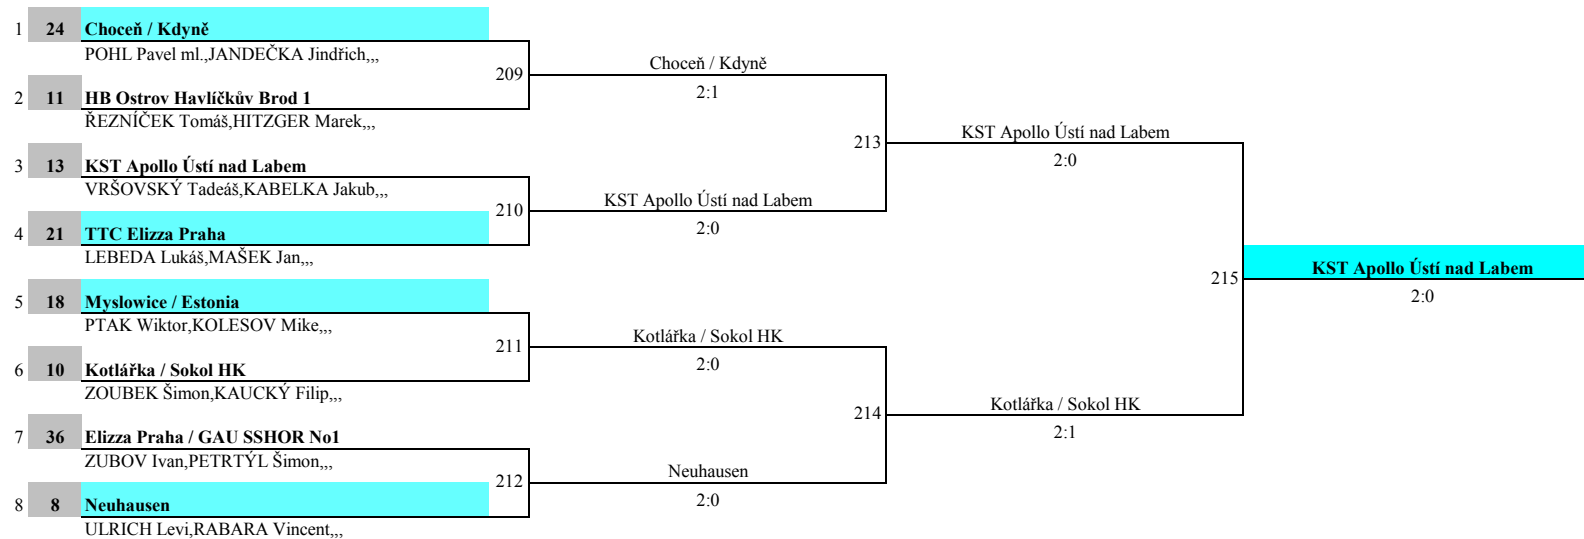 1 24 Choceň / Kdyně
POHL Pavel ml.,JANDEČKA Jindřich,,,
209
Choceň / Kdyně
2:1
2 11 HB Ostrov Havlíčkův Brod 1
ŘEZNÍČEK Tomáš,HITZGER Marek,,,
213
KST Apollo Ústí nad Labem
2:0
3 13 KST Apollo Ústí nad Labem
VRŠOVSKÝ Tadeáš,KABELKA Jakub,,,
210
KST Apollo Ústí nad Labem
2:0
4 21 TTC Elizza Praha
LEBEDA Lukáš,MAŠEK Jan,,,
215
KST Apollo Ústí nad Labem
2:0
5 18 Myslowice / Estonia
PTAK Wiktor,KOLESOV Mike,,,
211
Kotlářka / Sokol HK
2:0
6 10 Kotlářka / Sokol HK
ZOUBEK Šimon,KAUCKÝ Filip,,,
214
Kotlářka / Sokol HK
2:1
7 36 Elizza Praha / GAU SSHOR No1
ZUBOV Ivan,PETRTÝL Šimon,,,
212
Neuhausen
2:0
8 8 Neuhausen
ULRICH Levi,RABARA Vincent,,,